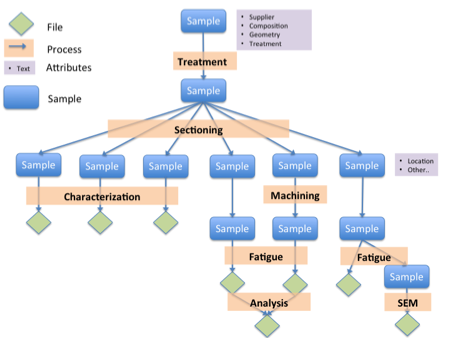 File
Process
• Text Attributes
Sample
Sample
• Supplier
• Composition
• Geometry
• Treatment
Treatment
Sample
Sectioning
Sample Sample Sample Sample Sample Sample
• Location
• Other..
Characterization
Machining
Sample Sample Sample
Fatigue Fatigue
Sample
Analysis
SEM